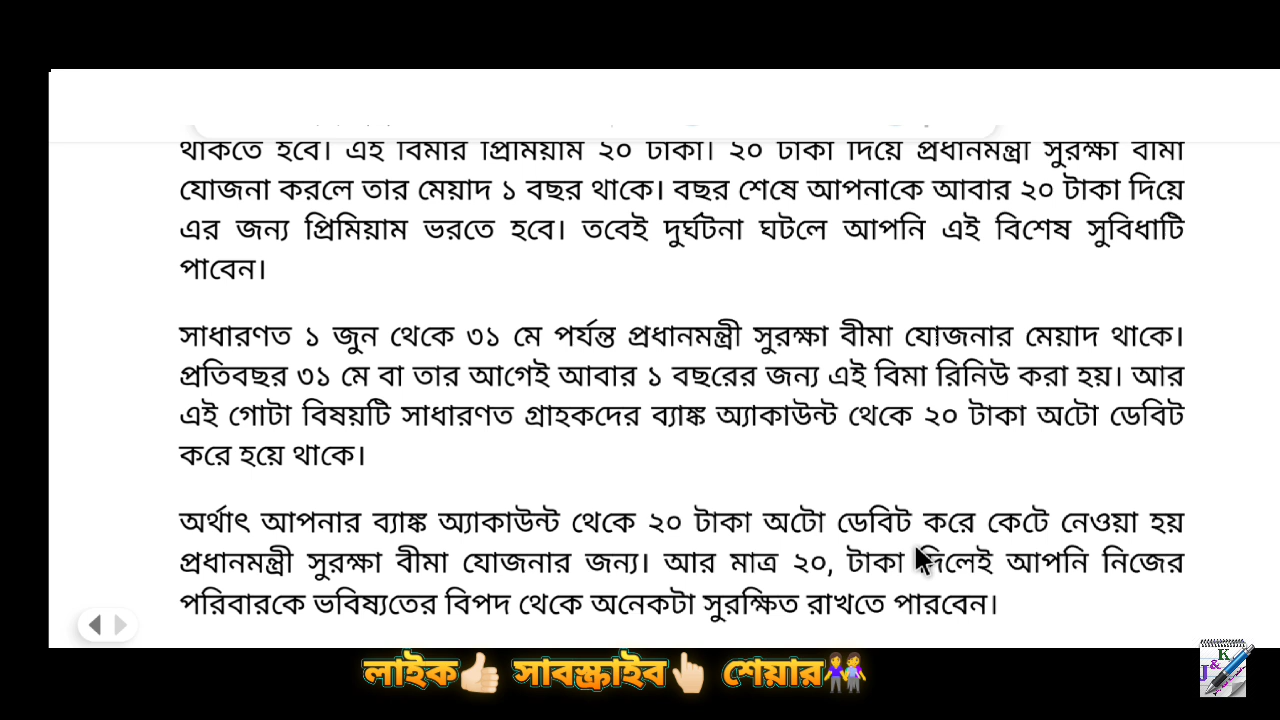 থাকতে হবে। এই বিমার প্রিমিয়াম ২০ টাকা। ২০ টাকা দিয়ে প্রধানমন্ত্রী সুরক্ষা বীমা
যোজনা করলে তার মেয়াদ ১ বছর থাকে। বছর শেষে আপনাকে আবার ২০ টাকা দিয়ে
এর জন্য প্রিমিয়াম ভরতে হবে। তবেই দুর্ঘটনা ঘটলে আপনি এই বিশেষ সুবিধাটি
পাবেন।
সাধারণত ১ জুন থেকে ৩১ মে পর্যন্ত প্রধানমন্ত্রী সুরক্ষা বীমা যোজনার মেয়াদ থাকে।
প্রতিবছর ৩১ মে বা তার আগেই আবার ১ বছরের জন্য এই বিমা রিনিউ করা হয়। আর
এই গোটা বিষয়টি সাধারণত গ্রাহকদের ব্যাঙ্ক অ্যাকাউন্ট থেকে ২০ টাকা অটো ডেবিট
করে হয়ে থাকে।
অর্থাৎ আপনার ব্যাঙ্ক অ্যাকাউন্ট থেকে ২০ টাকা অটো ডেবিট করে কেটে নেওয়া হয়
প্রধানমন্ত্রী সুরক্ষা বীমা যোজনার জন্য। আর মাত্র ২০, টাকা দিলেই আপনি নিজের
পরিবারকে ভবিষ্যতের বিপদ থেকে অনেকটা সুরক্ষিত রাখতে পারবেন।
লাইক👍🏻 সাবস্ক্রাইব👆🏻 শেয়ার👫
J & K